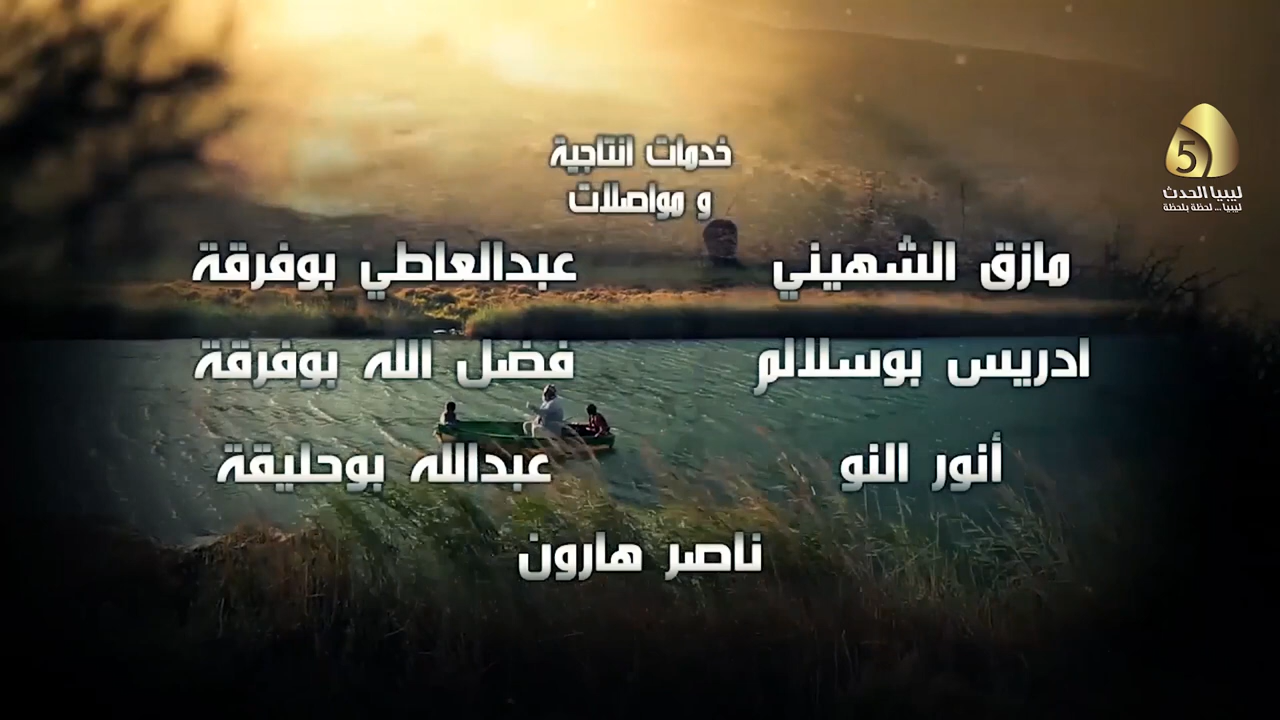 خدمات انتاجية
و مواصلات
مازق الشهيني
عبدالعاطي بوفرقة
ادريس بوسلالم
فضل الله بوفرقة
أنور النو
عبدالله بوحليقة
ناصر هارون
5
ليبيا الحدث
ليبيا... لحظة بلحظة